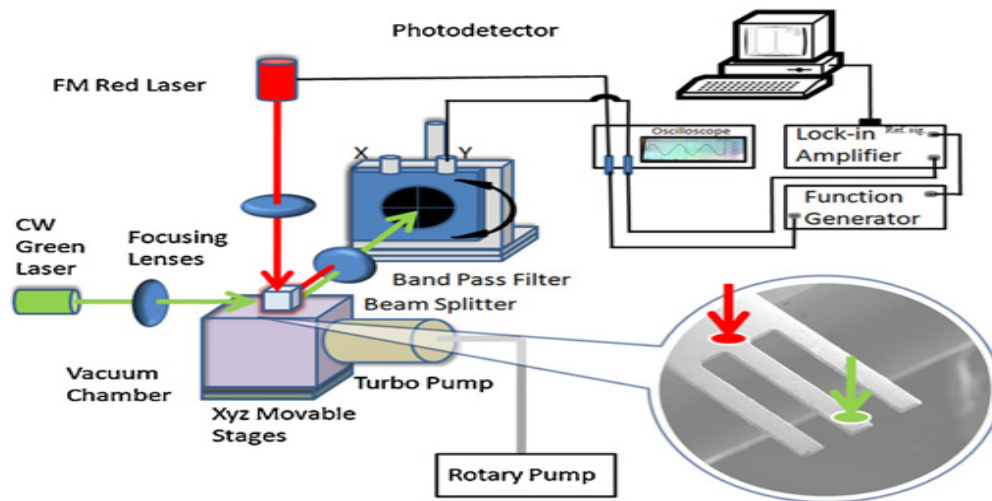 Photodetector
FM Red Laser
X
Y
Oscilloscope
Lock-in
Ref. sig.
Amplifier
Function
Generator
CW
Green
Laser
Focusing
Lenses
Band Pass Filter
Beam Splitter
Vacuum
Chamber
Turbo Pump
Xyz Movable
Stages
Rotary Pump